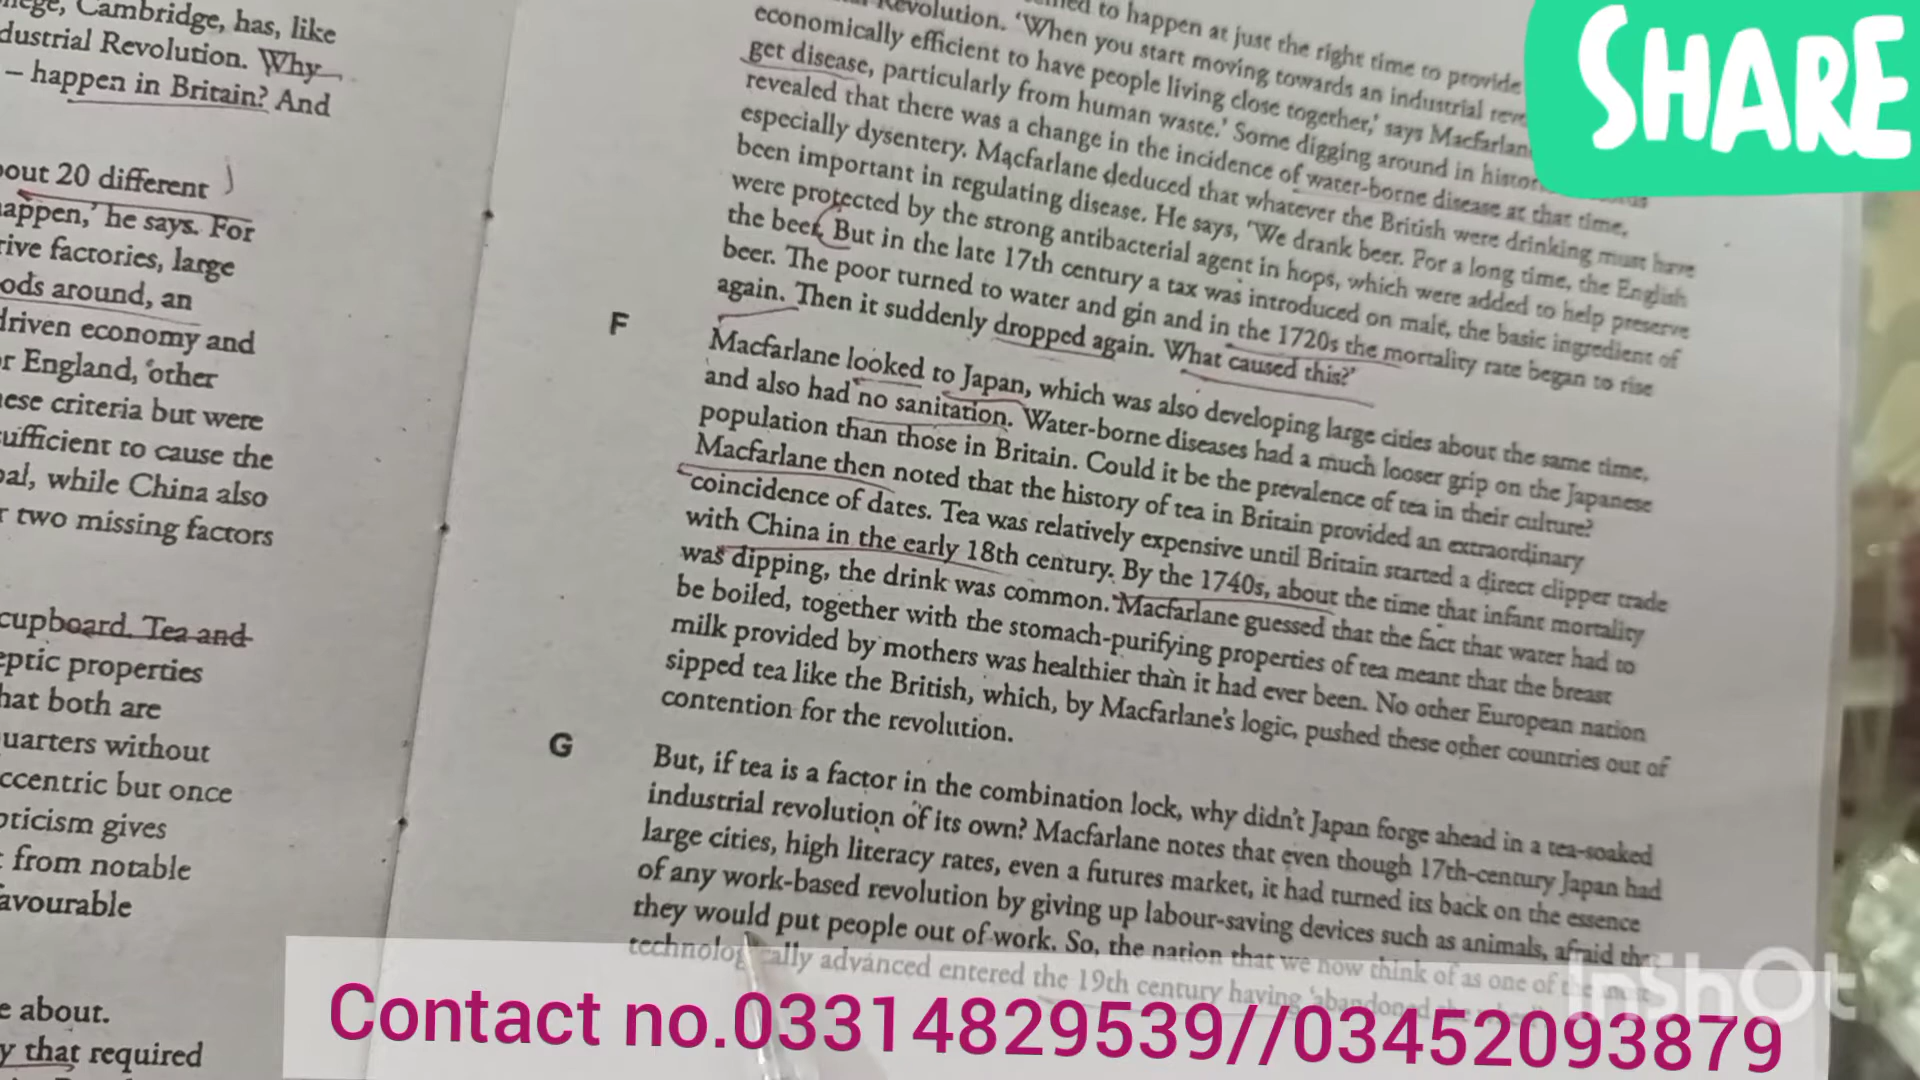 lege, Cambridge, has, like
dustrial Revolution. Why
– happen in Britain? And
bout 20 different
happen,' he says. For
rive factories, large
ods around, an
driven economy and
r England, 'other
hese criteria but were
sufficient to cause the
bal, while China also
r two missing factors
cupboard. Tea and
eptic properties
hat both are
uarters without
ccentric but once
pticism gives
t from notable
avourable
e about.
y that required
to happen at just the right time to provide
Revolution. 'When you start moving towards an industrial revo
economically efficient to have people living close together,' says Macfarlan
get disease, particularly from human waste.' Some digging around in histor
revealed that there was a change in the incidence of water-borne disease at that time,
especially dysentery. Macfarlane deduced that whatever the British were drinking must have
been important in regulating disease. He says, 'We drank beer. For a long time, the English
were protected by the strong antibacterial agent in hops, which were added to help preserve
the beer. But in the late 17th century a tax was introduced on malt, the basic ingredient of
beer. The poor turned to water and gin and in the 1720s the mortality rate began to rise
again. Then it suddenly dropped again. What caused this?'
F
Macfarlane looked to Japan, which was also developing large cities about the same time,
and also had no sanitation. Water-borne diseases had a much looser grip on the Japanese
population than those in Britain. Could it be the prevalence of tea in their culture?
Macfarlane then noted that the history of tea in Britain provided an extraordinary
coincidence of dates. Tea was relatively expensive until Britain started a direct clipper trade
with China in the early 18th century. By the 1740s, about the time that infant mortality
was dipping, the drink was common. Macfarlane guessed that the fact that water had to
be boiled, together with the stomach-purifying properties of tea meant that the breast
milk provided by mothers was healthier than it had ever been. No other European nation
sipped tea like the British, which, by Macfarlane's logic, pushed these other countries out of
contention for the revolution.
G
But, if tea is a factor in the combination lock, why didn't Japan forge ahead in a tea-soaked
industrial revolution of its own? Macfarlane notes that even though 17th-century Japan had
large cities, high literacy rates, even a futures market, it had turned its back on the essence
of any work-based revolution by giving up labour-saving devices such as animals, afraid tha
they would put people out of work. So, the nation that we now think of as one of the most
technologically advanced entered the 19th century having 'abandoned
SHARE
InShOt
Contact no.03314829539//03452093879